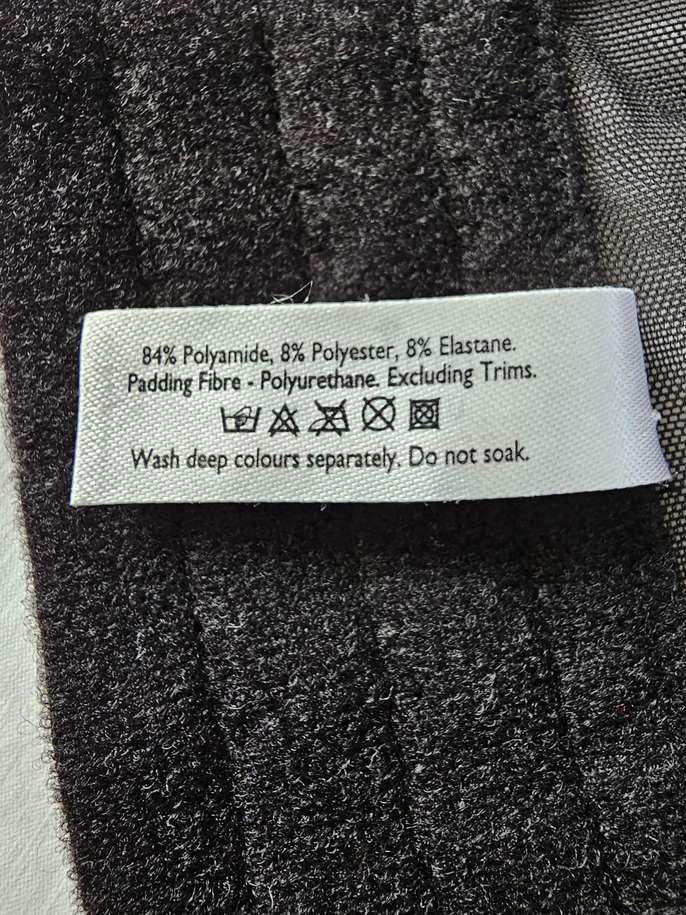 84% Polyamide, 8% Polyester, 8% Elastane.
Padding Fibre - Polyurethane. Excluding Trims.
Wash deep colours separately. Do not soak.